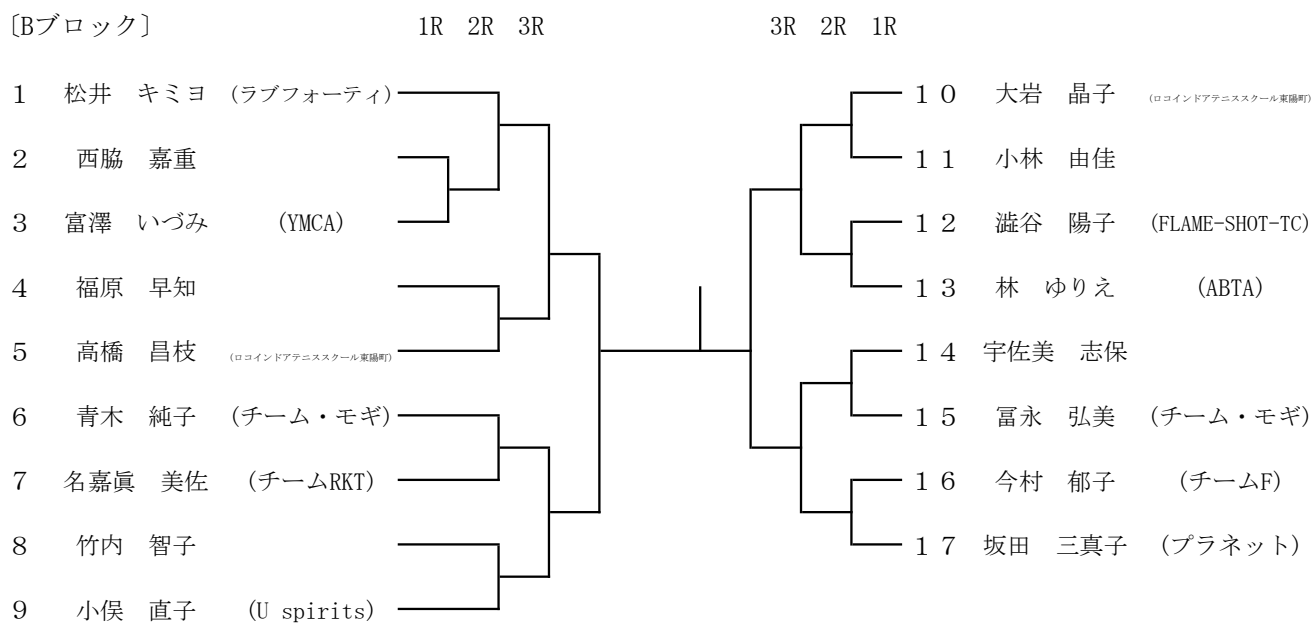 〔Bブロック〕 1R 2R 3R 3R 2R 1R
1 松井 キミヨ (ラブフォーティ) 10 大岩 晶子 (ロコインドアテニススクール東陽町)
2 西脇 嘉重 11 小林 由佳
3 富澤 いづみ (YMCA) 12 澁谷 陽子 (FLAME-SHOT-TC)
4 福原 早知 13 林 ゆりえ (ABTA)
5 高橋 昌枝 (ロコインドアテニススクール東陽町) 14 宇佐美 志保
6 青木 純子 (チーム・モギ) 15 冨永 弘美 (チーム・モギ)
7 名嘉眞 美佐 (チームRKT) 16 今村 郁子 (チームF)
8 竹内 智子 17 坂田 三真子 (プラネット)
9 小俣 直子 (U spirits)